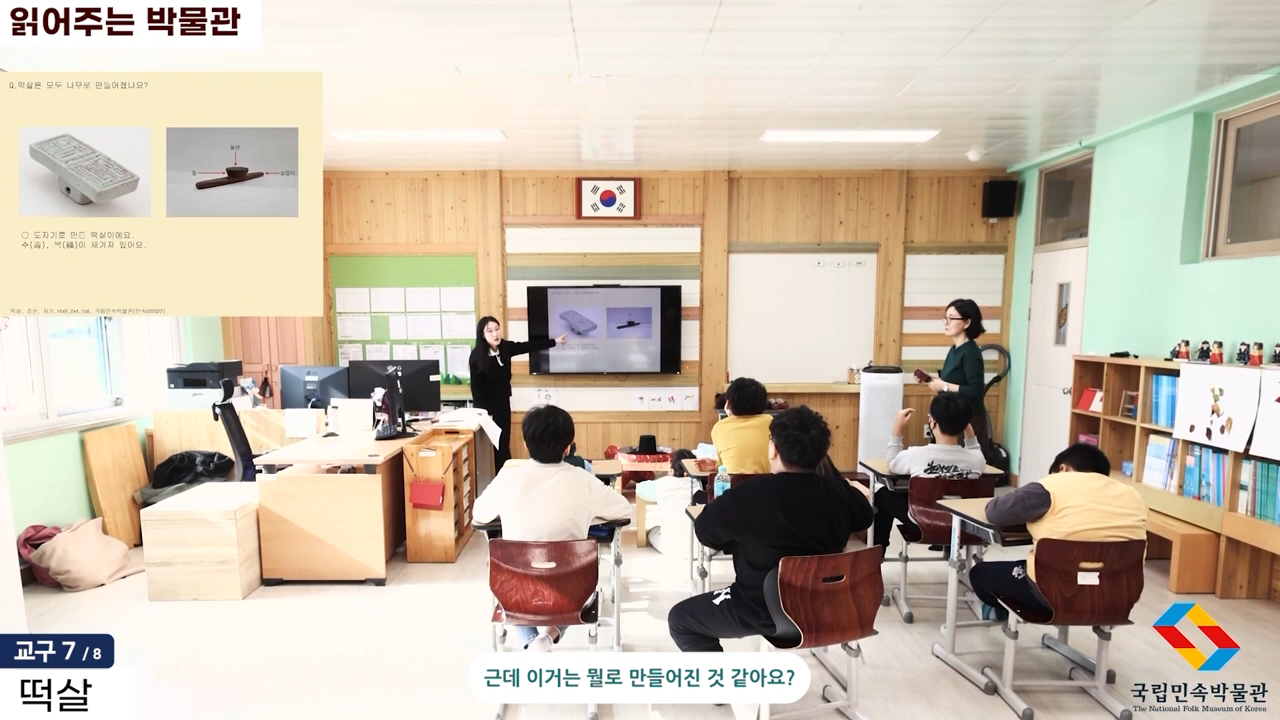 읽어주는 박물관
Q.떡살은 모두 나무로 만들어졌나요?
○ 도자기로 만든 떡살이에요.
수(壽), 복(福)이 새겨져 있어요.
교구 7 / 8
떡살
근데 이거는 뭘로 만들어진 것 같아요?
국립민속박물관
The National Folk Museum of Korea